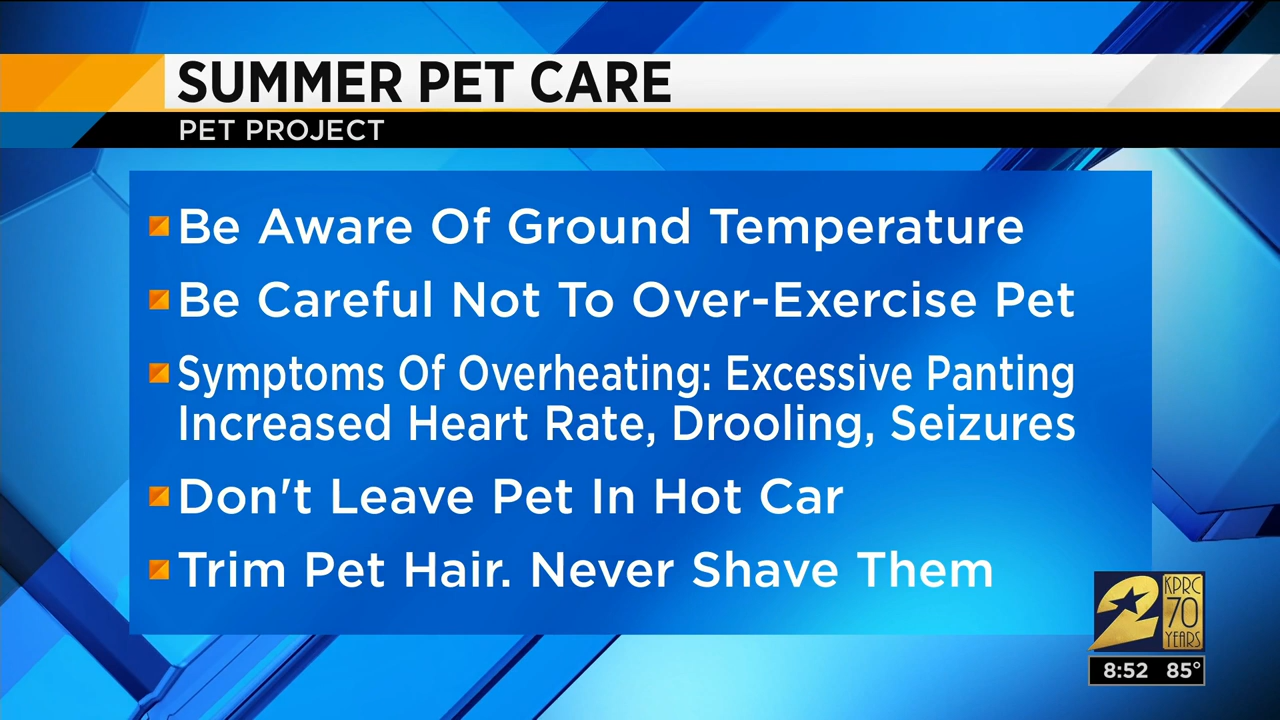 SUMMER PET CARE
PET PROJECT
Be Aware Of Ground Temperature
Be Careful Not To Over-Exercise Pet
Symptoms Of Overheating: Excessive Panting
Increased Heart Rate, Drooling, Seizures
Don't Leave Pet In Hot Car
Trim Pet Hair. Never Shave Them
2
KPRC
70
YEARS
8:52 85°